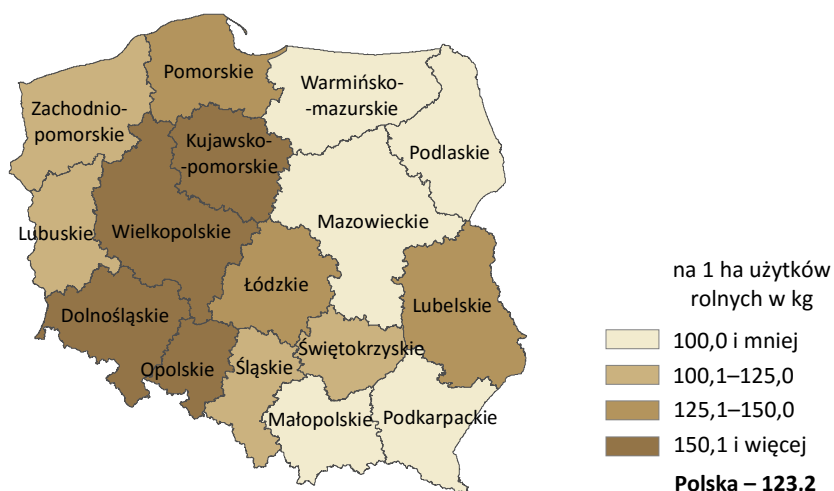 Pomorskie
Warmińsko-
-mazurskie
Zachodnio-
pomorskie
Kujawsko-
-pomorskie
Podlaskie
Mazowieckie
Lubuskie
Wielkopolskie
Łódzkie
Lubelskie
Dolnośląskie
Opolskie
Śląskie
Świętokrzyskie
Małopolskie
Podkarpackie
na 1 ha użytków
rolnych w kg
100,0 i mniej
100,1–125,0
125,1–150,0
150,1 i więcej
Polska – 123.2